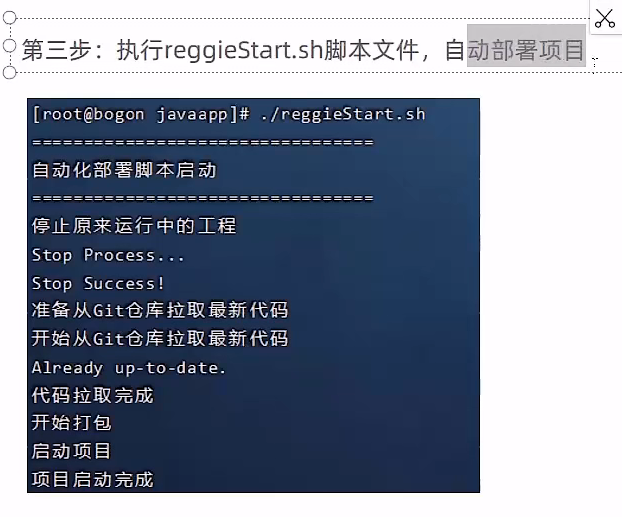 第三步：执行reggieStart.sh脚本文件，自动部署项目
[root@bogon javaapp]# ./reggieStart.sh
=================================
自动化部署脚本启动
=================================
停止原来运行中的工程
Stop Process...
Stop Success!
准备从Git仓库拉取最新代码
开始从Git仓库拉取最新代码
Already up-to-date.
代码拉取完成
开始打包
启动项目
项目启动完成